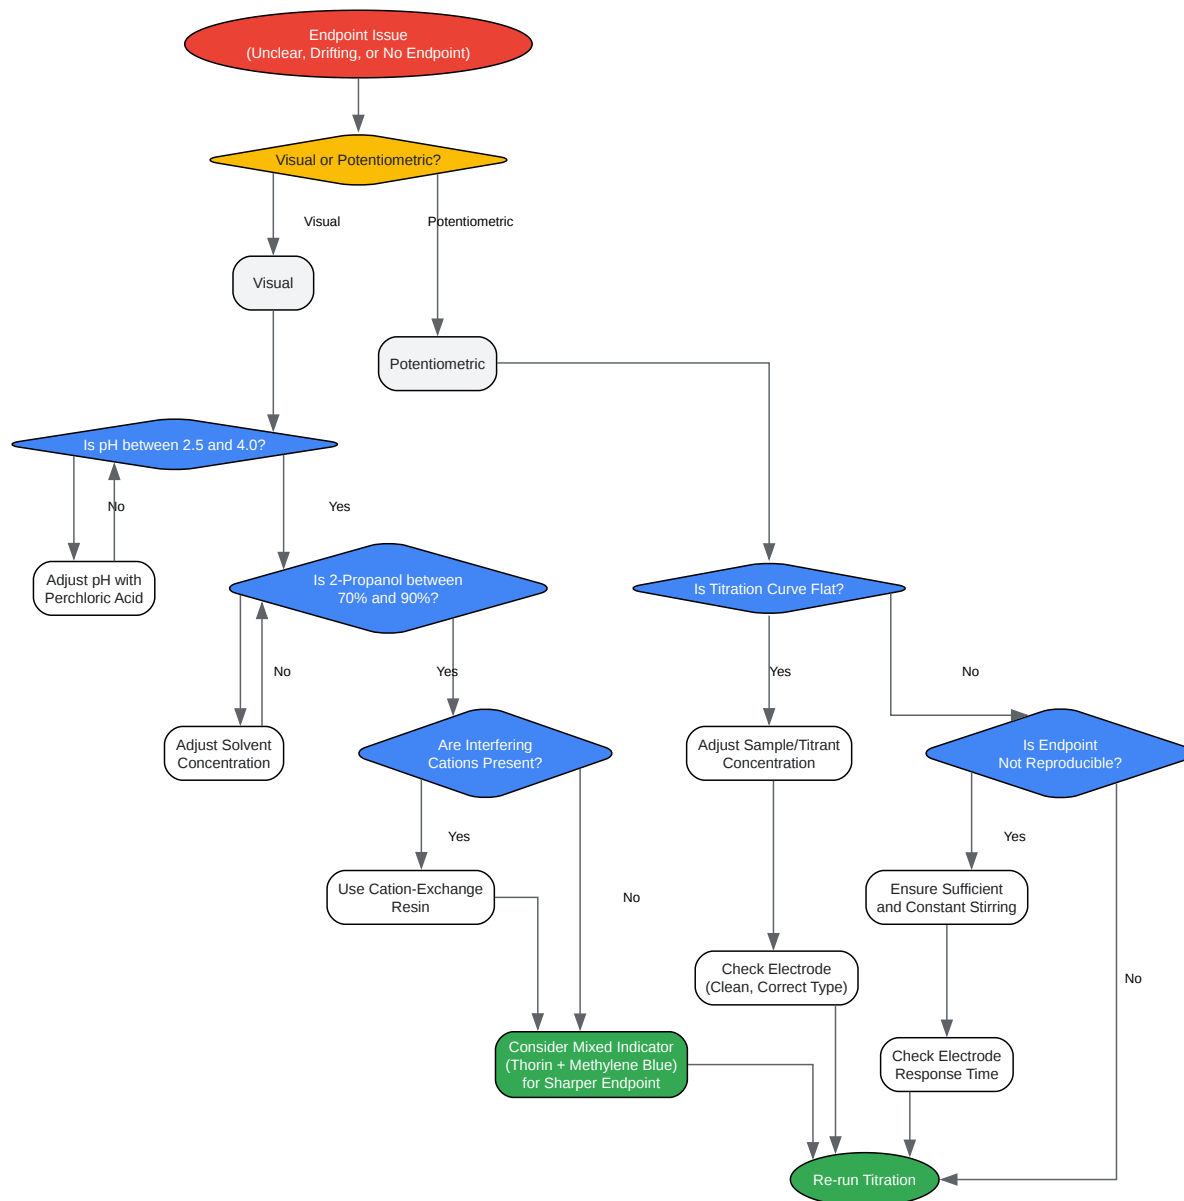 Endpoint Issue
(Unclear, Drifting, or No Endpoint)
Visual or Potentiometric?
Visual
Potentiometric
Visual
Potentiometric
Is pH between 2.5 and 4.0?
No
Yes
Adjust pH with
Perchloric Acid
Is 2-Propanol between
70% and 90%?
Is Titration Curve Flat?
No
Yes
Yes
No
Adjust Solvent
Concentration
Are Interfering
Cations Present?
Adjust Sample/Titrant
Concentration
Is Endpoint
Not Reproducible?
Yes
Yes
Use Cation-Exchange
Resin
No
Ensure Sufficient
and Constant Stirring
Check Electrode
(Clean, Correct Type)
No
Consider Mixed Indicator
(Thorin + Methylene Blue)
for Sharper Endpoint
Check Electrode
Response Time
Re-run Titration